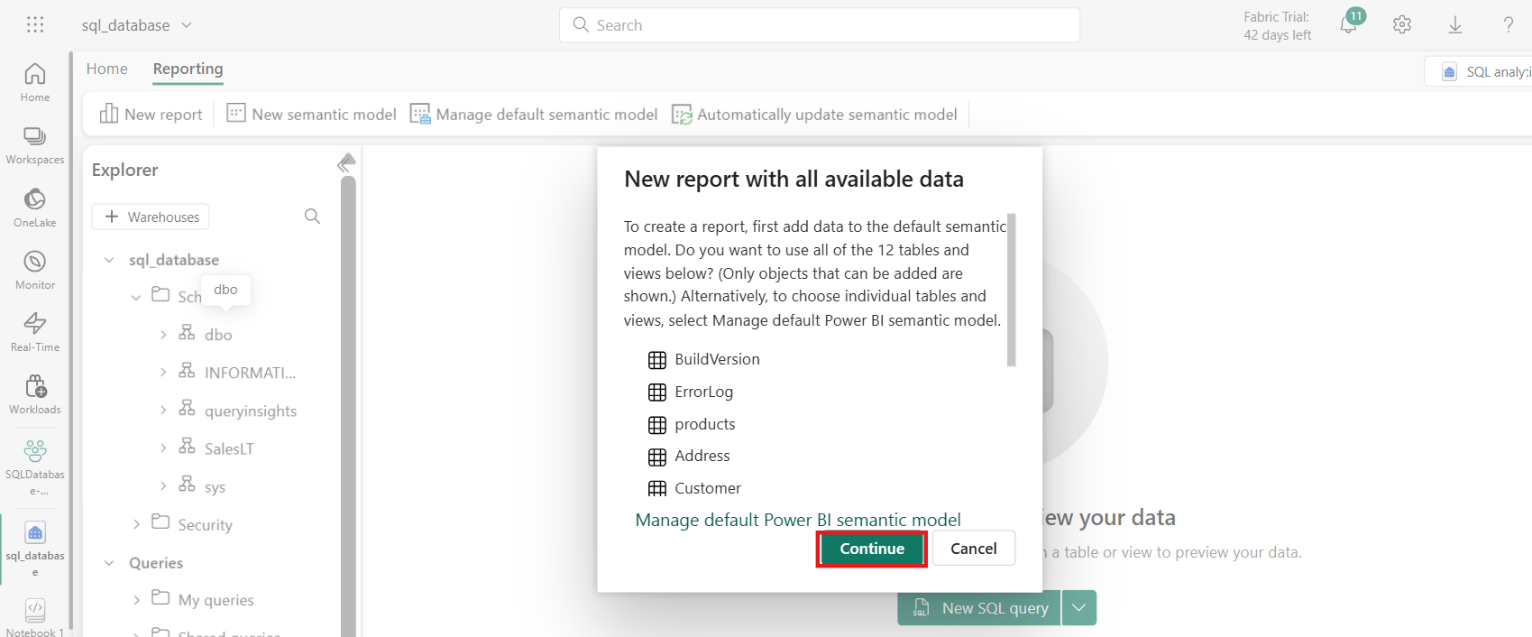 sql_database
Search
Fabric Trial:
42 days left
11
?
Home
Reporting
SQL analyti
New report
New semantic model
Manage default semantic model
Automatically update semantic model
Home
Workspaces
OneLake
Monitor
Real-Time
Workloads
SQLDatabas
e-...
sql_databas
e
Notebook 1
Explorer
Warehouses
sql_database
Sch
dbo
dbo
INFORMATI...
queryinsights
SalesLT
sys
Security
Queries
My queries
Shared queries
New report with all available data
To create a report, first add data to the default semantic
model. Do you want to use all of the 12 tables and
views below? (Only objects that can be added are
shown.) Alternatively, to choose individual tables and
views, select Manage default Power BI semantic model.
BuildVersion
ErrorLog
products
Address
Customer
Manage default Power BI semantic model
Continue
Cancel
ew your data
n a table or view to preview your data.
SQL
New SQL query